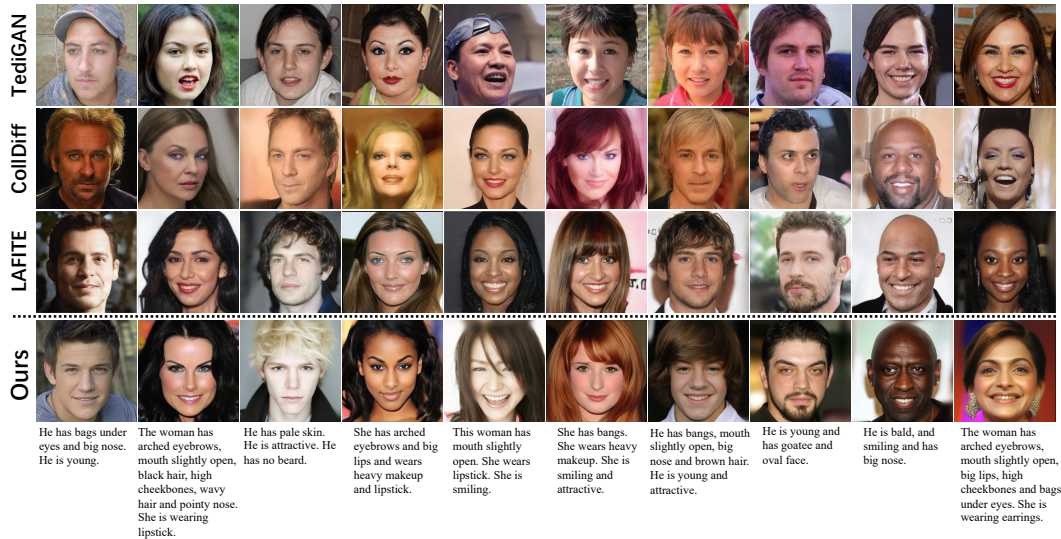 TediGAN
CollDiff
LAFITE
Ours
He has bags under
eyes and big nose.
He is young.
The woman has
arched eyebrows,
mouth slightly open,
black hair, high
cheekbones, wavy
hair and pointy nose.
She is wearing
lipstick.
He has pale skin.
He is attractive. He
has no beard.
She has arched
eyebrows and big
lips and wears
heavy makeup
and lipstick.
This woman has
mouth slightly
open. She wears
lipstick. She is
smiling.
She has bangs.
She wears heavy
makeup. She is
smiling and
attractive.
He has bangs, mouth
slightly open, big
nose and brown hair.
He is young and
attractive.
He is young and
has goatee and
oval face.
He is bald, and
smiling and has
big nose.
The woman has
arched eyebrows,
mouth slightly open,
big lips, high
cheekbones and bags
under eyes. She is
wearing earrings.